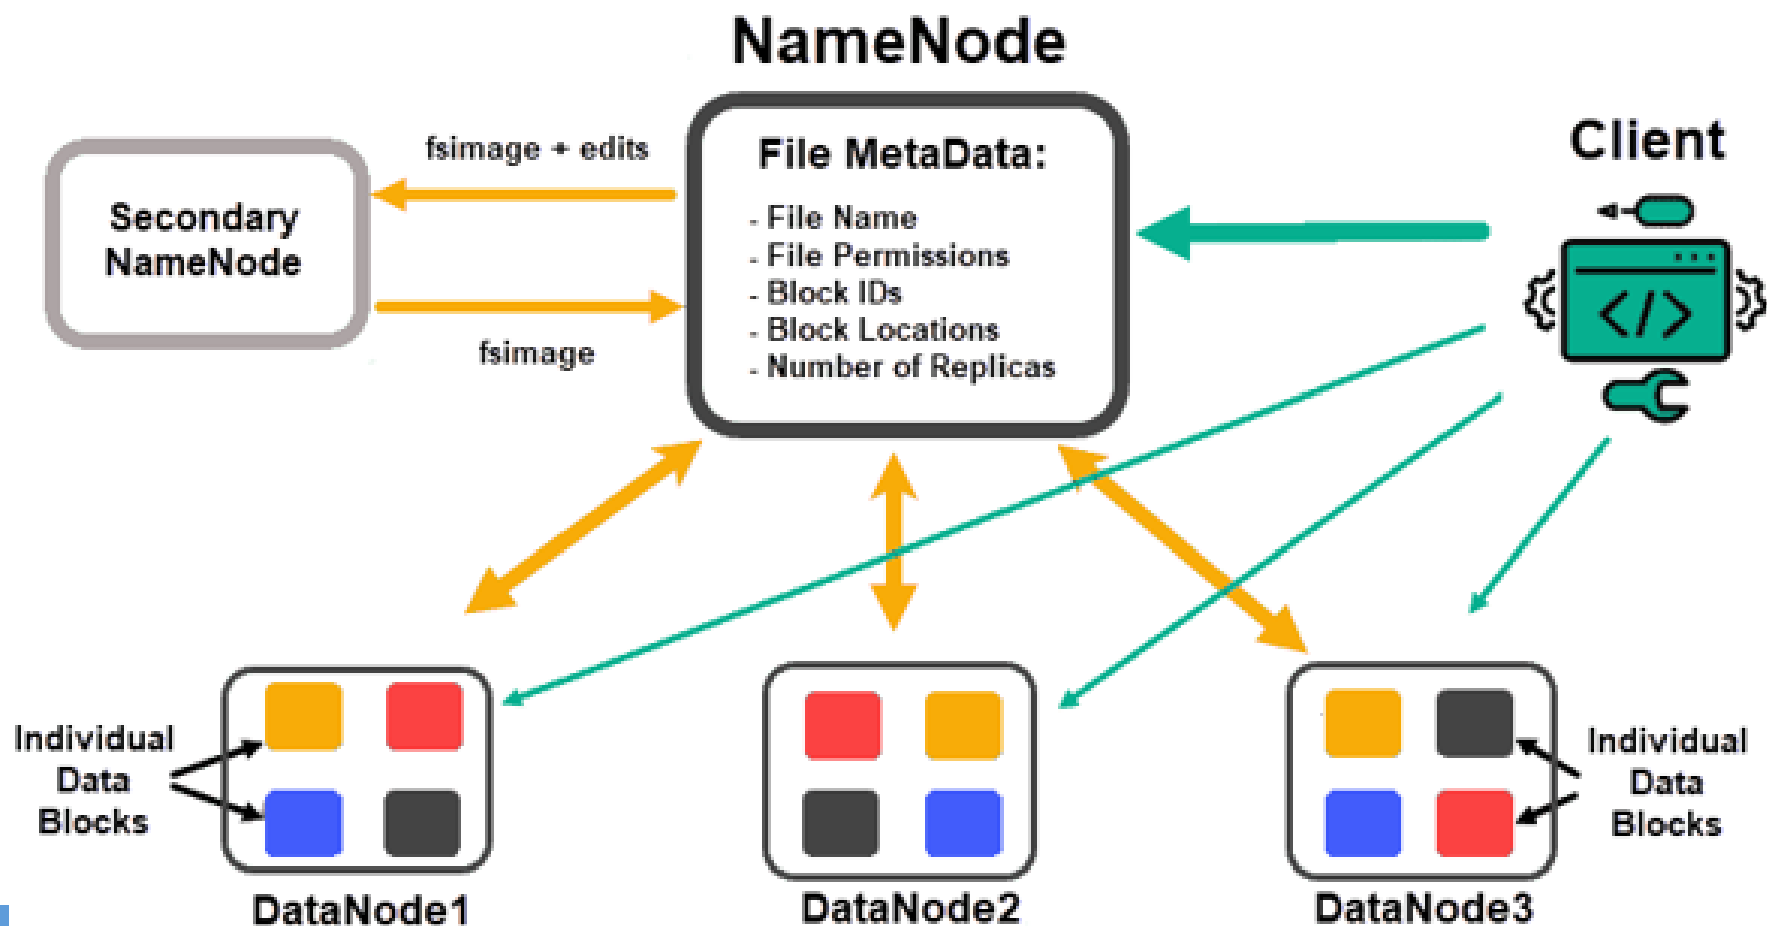 NameNode
fsimage + edits
Secondary
NameNode
fsimage
File MetaData:
- File Name
- File Permissions
- Block IDs
- Block Locations
- Number of Replicas
Client
</>
Individual
Data
Blocks
DataNode1
DataNode2
DataNode3
Individual
Data
Blocks